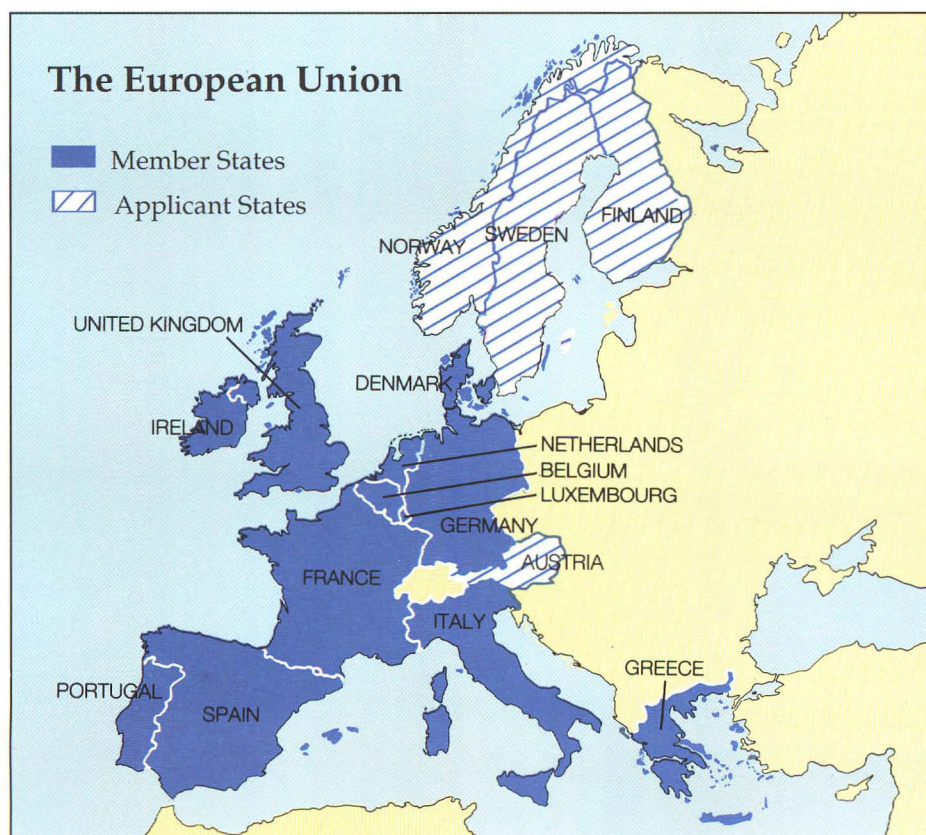 The European Union
Member States
Applicant States
NORWAY
SWEDEN
FINLAND
UNITED KINGDOM
DENMARK
IRELAND
NETHERLANDS
BELGIUM
LUXEMBOURG
GERMANY
AUSTRIA
FRANCE
ITALY
GREECE
PORTUGAL
SPAIN